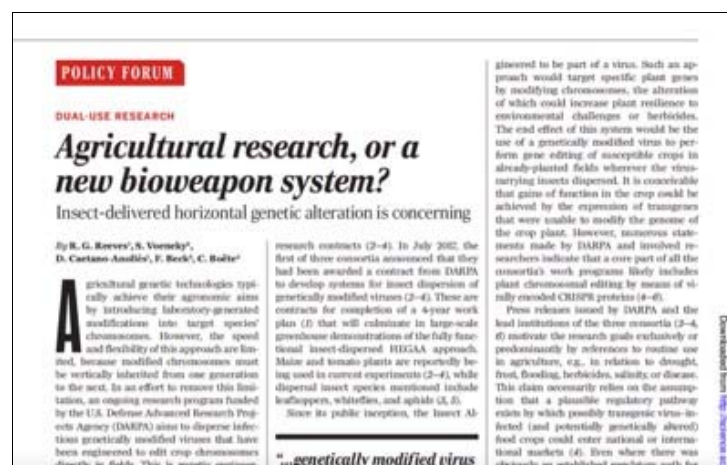 POLICY FORUM
DUAL-USE RESEARCH
Agricultural research, or a
new bioweapon system?
Insect-delivered horizontal genetic alteration is concerning
By R. G. Reeves¹, S. Voeneky²,
D. Caetano-Anollés¹, F. Beck³, C. Boëte⁴
Agricultural genetic technologies typi-
cally achieve their agronomic aims
by introducing laboratory-generated
modifications into target species'
chromosomes. However, the speed
and flexibility of this approach are lim-
ited, because modified chromosomes must
be vertically inherited from one generation
to the next. In an effort to remove this limi-
tation, an ongoing research program funded
by the U.S. Defense Advanced Research Proj-
ects Agency (DARPA) aims to disperse infec-
tious genetically modified viruses that have
been engineered to edit crop chromosomes
directly in fields. This is genetic
research contracts (2–4). In July 2017, the
first of three consortia announced that they
had been awarded a contract from DARPA
to develop systems for insect dispersion of
genetically modified viruses (2–4). These are
contracts for completion of a 4-year work
plan (1) that will culminate in large-scale
greenhouse demonstrations of the fully func-
tional insect-dispersed HEGAA approach.
Maize and tomato plants are reportedly be-
ing used in current experiments (2–4), while
dispersal insect species mentioned include
leafhoppers, whiteflies, and aphids
Since its public inception, the Insect Al-
"...genetically modified virus
gineered to be part of a virus. Such an ap-
proach would target specific plant genes
by modifying chromosomes, the alteration
of which could increase plant resilience to
environmental challenges or herbicides.
The end effect of this system would be the
use of a genetically modified virus to per-
form gene editing of susceptible crops in
already-planted fields wherever the virus-
carrying insects dispersed. It is conceivable
that gains of function in the crop could be
achieved by the expression of transgenes
that were unable to modify the genome of
the crop plant. However, numerous state-
ments made by DARPA and involved re-
searchers indicate that a core part of all the
consortia's work programs likely includes
plant chromosomal editing by means of vi-
rally encoded CRISPR proteins (4–6).
Press releases issued by DARPA and the
lead institutions of the three consortia (2–4,
6) motivate the research goals exclusively or
predominantly by references to routine use
in agriculture, e.g., in relation to drought,
frost, flooding, herbicides, salinity, or disease.
This claim necessarily relies on the assump-
tion that a plausible regulatory pathway
exists by which possibly transgenic virus-in-
fected (and potentially genetically altered)
food crops could enter national or interna-
tional markets (4). Even where there was
Downloaded from